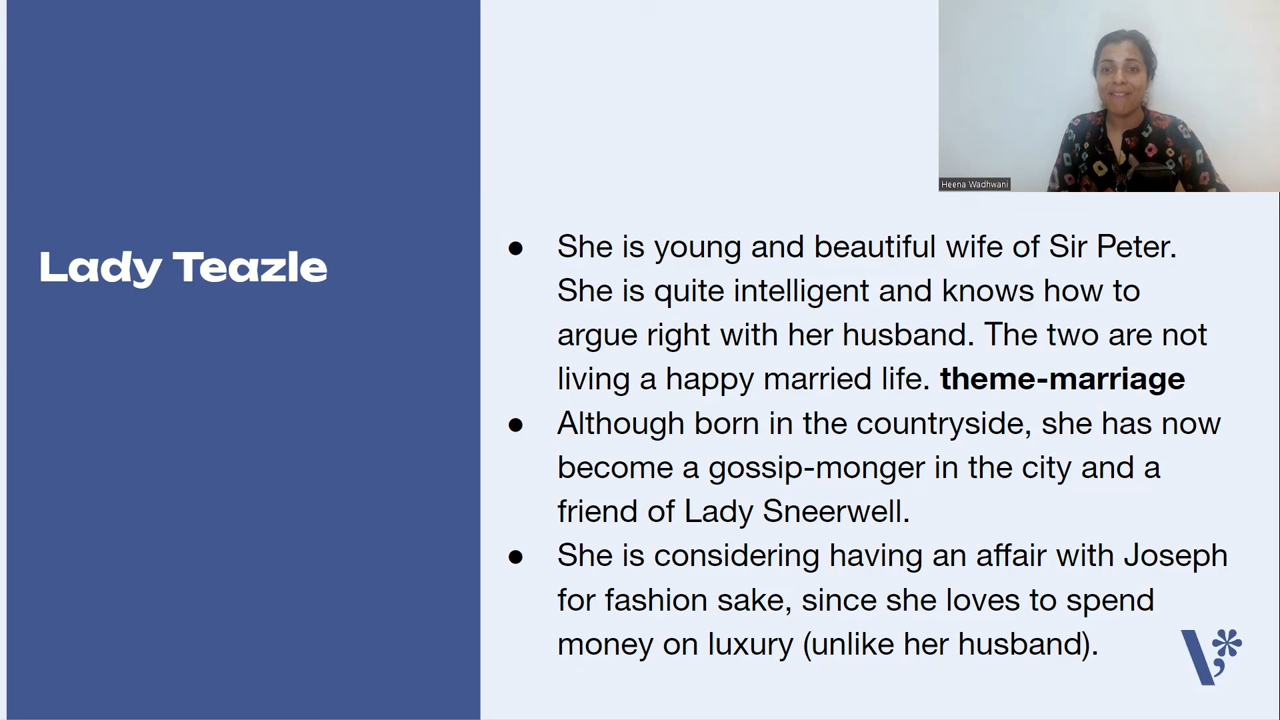 Heena Wadhwani
Lady Teazle
● She is young and beautiful wife of Sir Peter.
She is quite intelligent and knows how to
argue right with her husband. The two are not
living a happy married life. theme-marriage
● Although born in the countryside, she has now
become a gossip-monger in the city and a
friend of Lady Sneerwell.
● She is considering having an affair with Joseph
for fashion sake, since she loves to spend
money on luxury (unlike her husband).